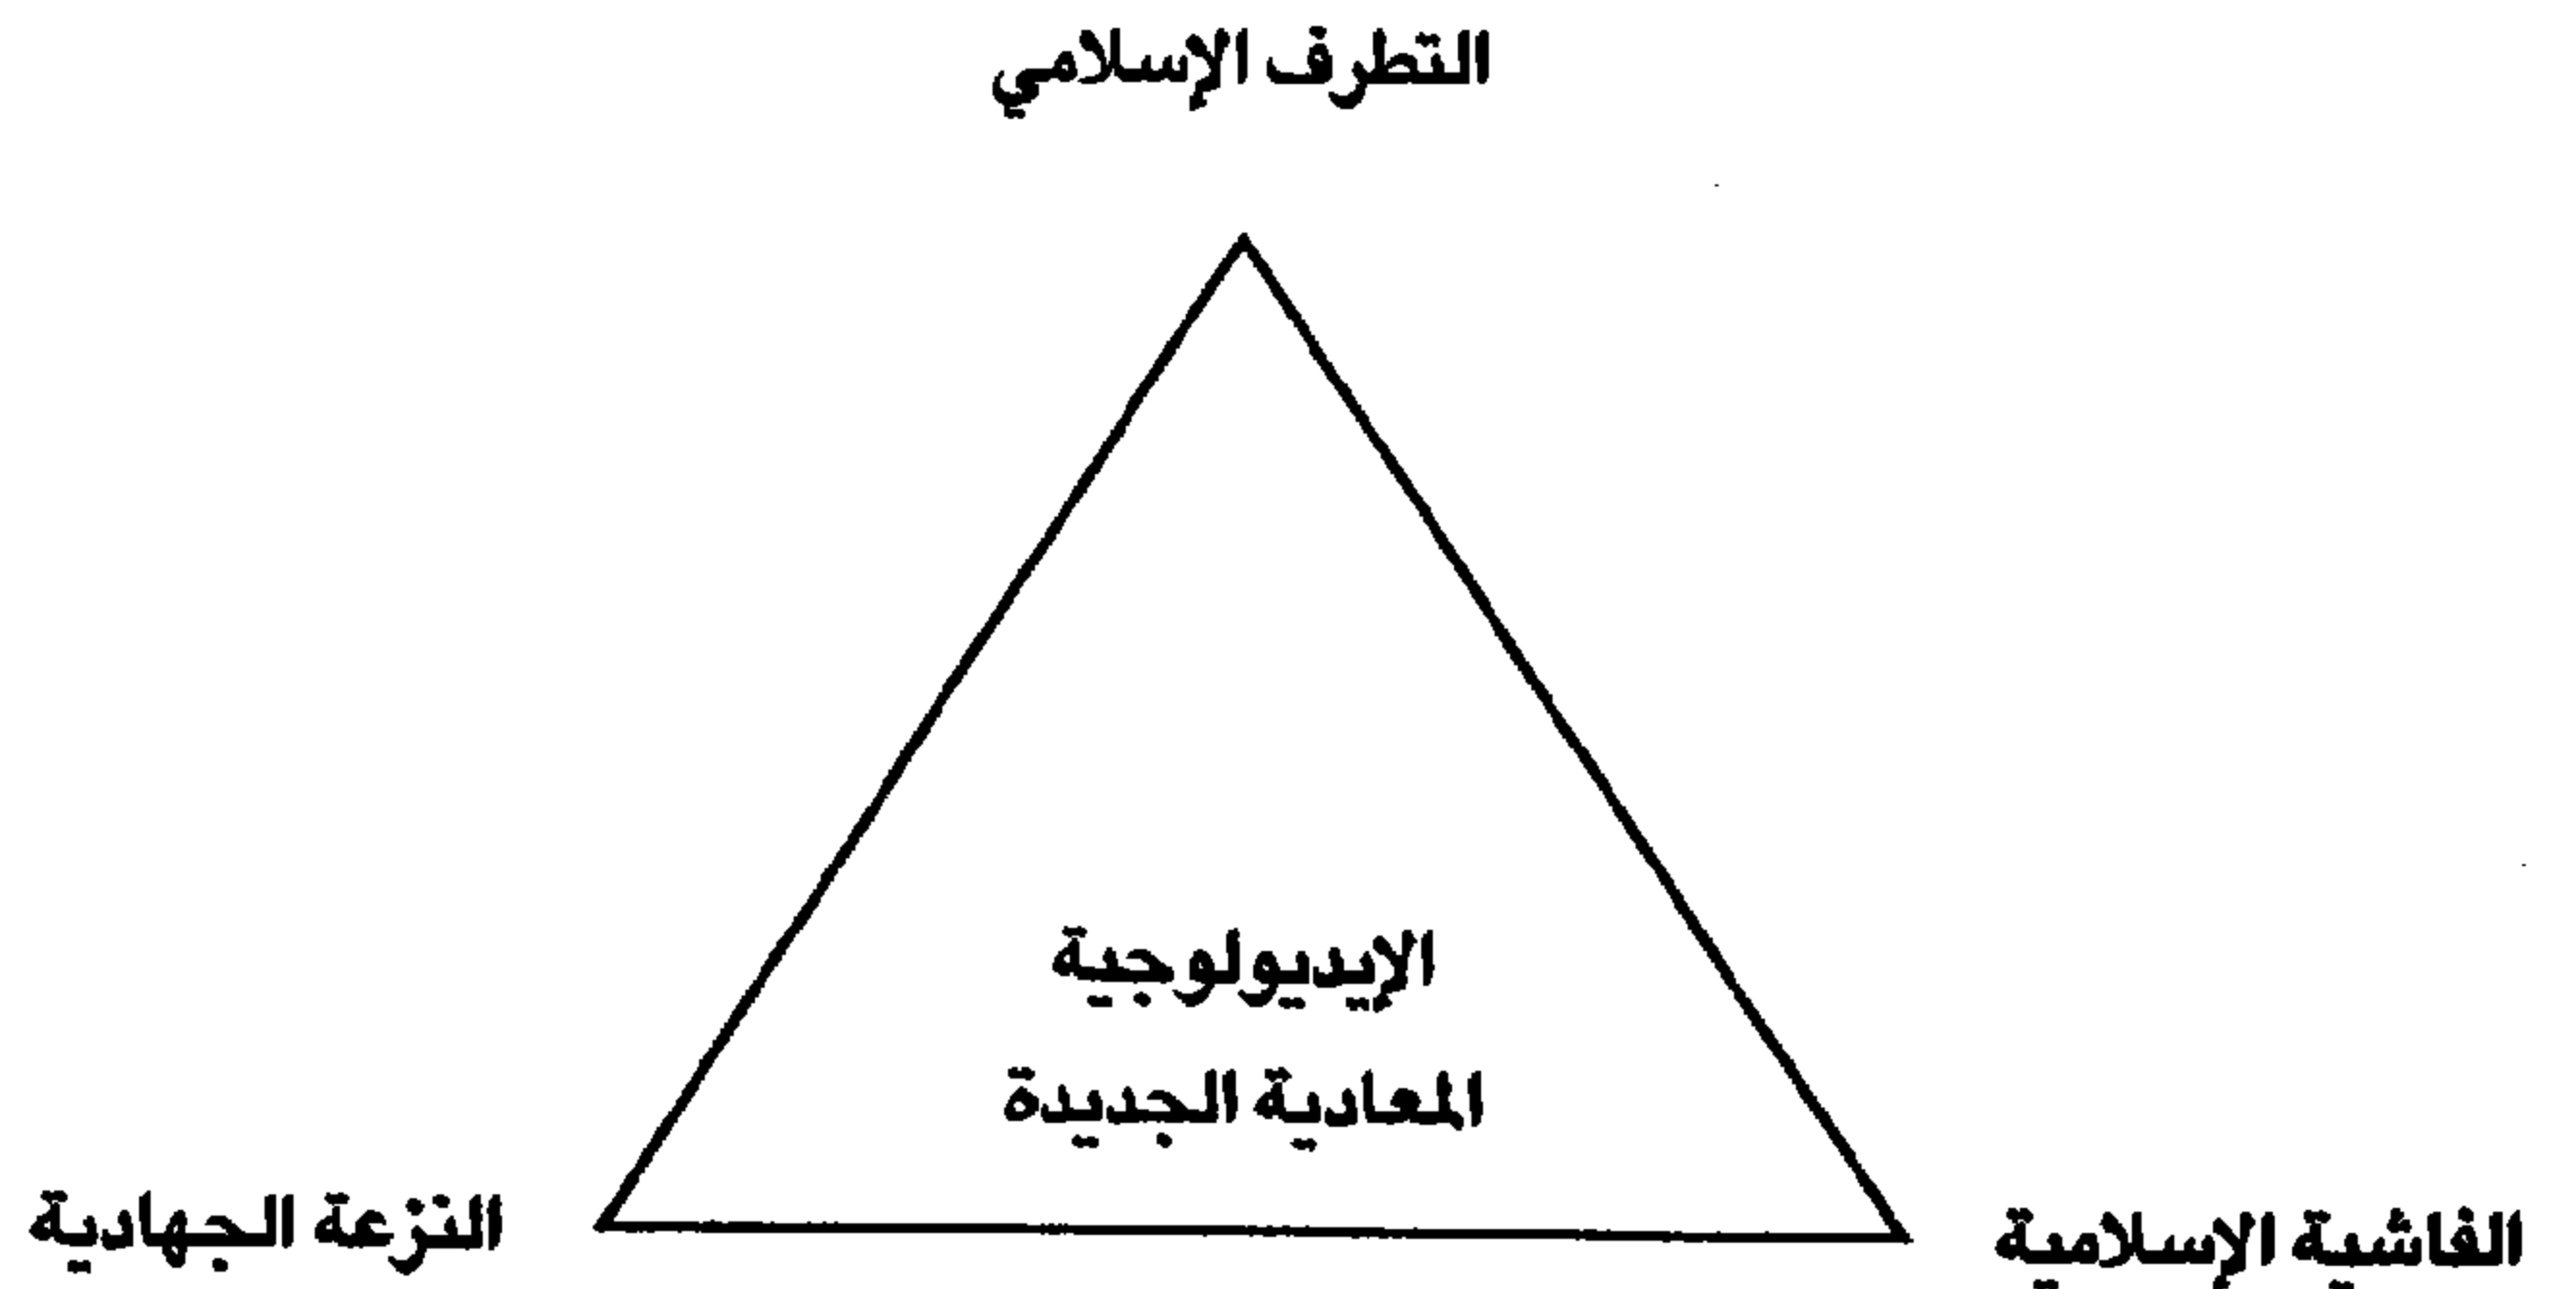 التطرف الإسلامي
الإيديولوجية
المعادية الجديدة
الفاشية الإسلامية
النزعة الجهادية